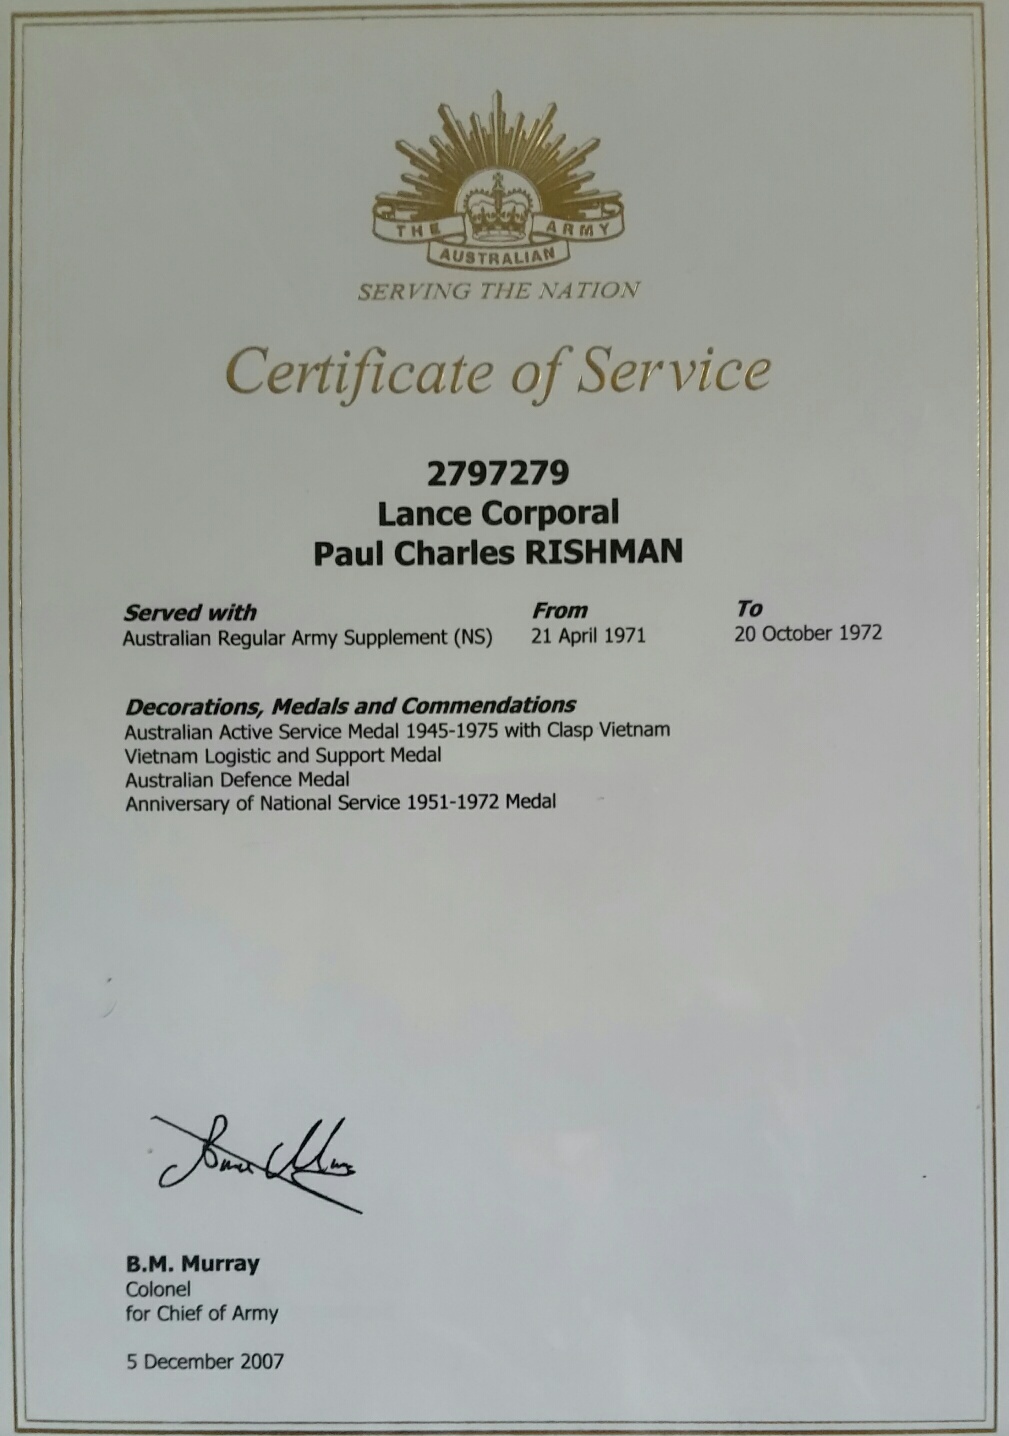 THE ARMY
AUSTRALIAN
SERVING THE NATION
Certificate of Service
2797279
Lance Corporal
Paul Charles RISHMAN
Served with From To
Australian Regular Army Supplement (NS) 21 April 1971 20 October 1972
Decorations, Medals and Commendations
Australian Active Service Medal 1945-1975 with Clasp Vietnam
Vietnam Logistic and Support Medal
Australian Defence Medal
Anniversary of National Service 1951-1972 Medal
B.M. Murray
Colonel
for Chief of Army
5 December 2007